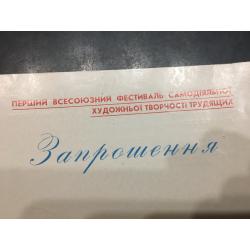 ПЕРШИЙ ВСЕСОЮЗНИЙ ФЕСТИВАЛЬ САМОДІЯЛЬНОЇ
ХУДОЖНЬОЇ ТВОРЧОСТІ ТРУДЯЩИХ
Запрошення